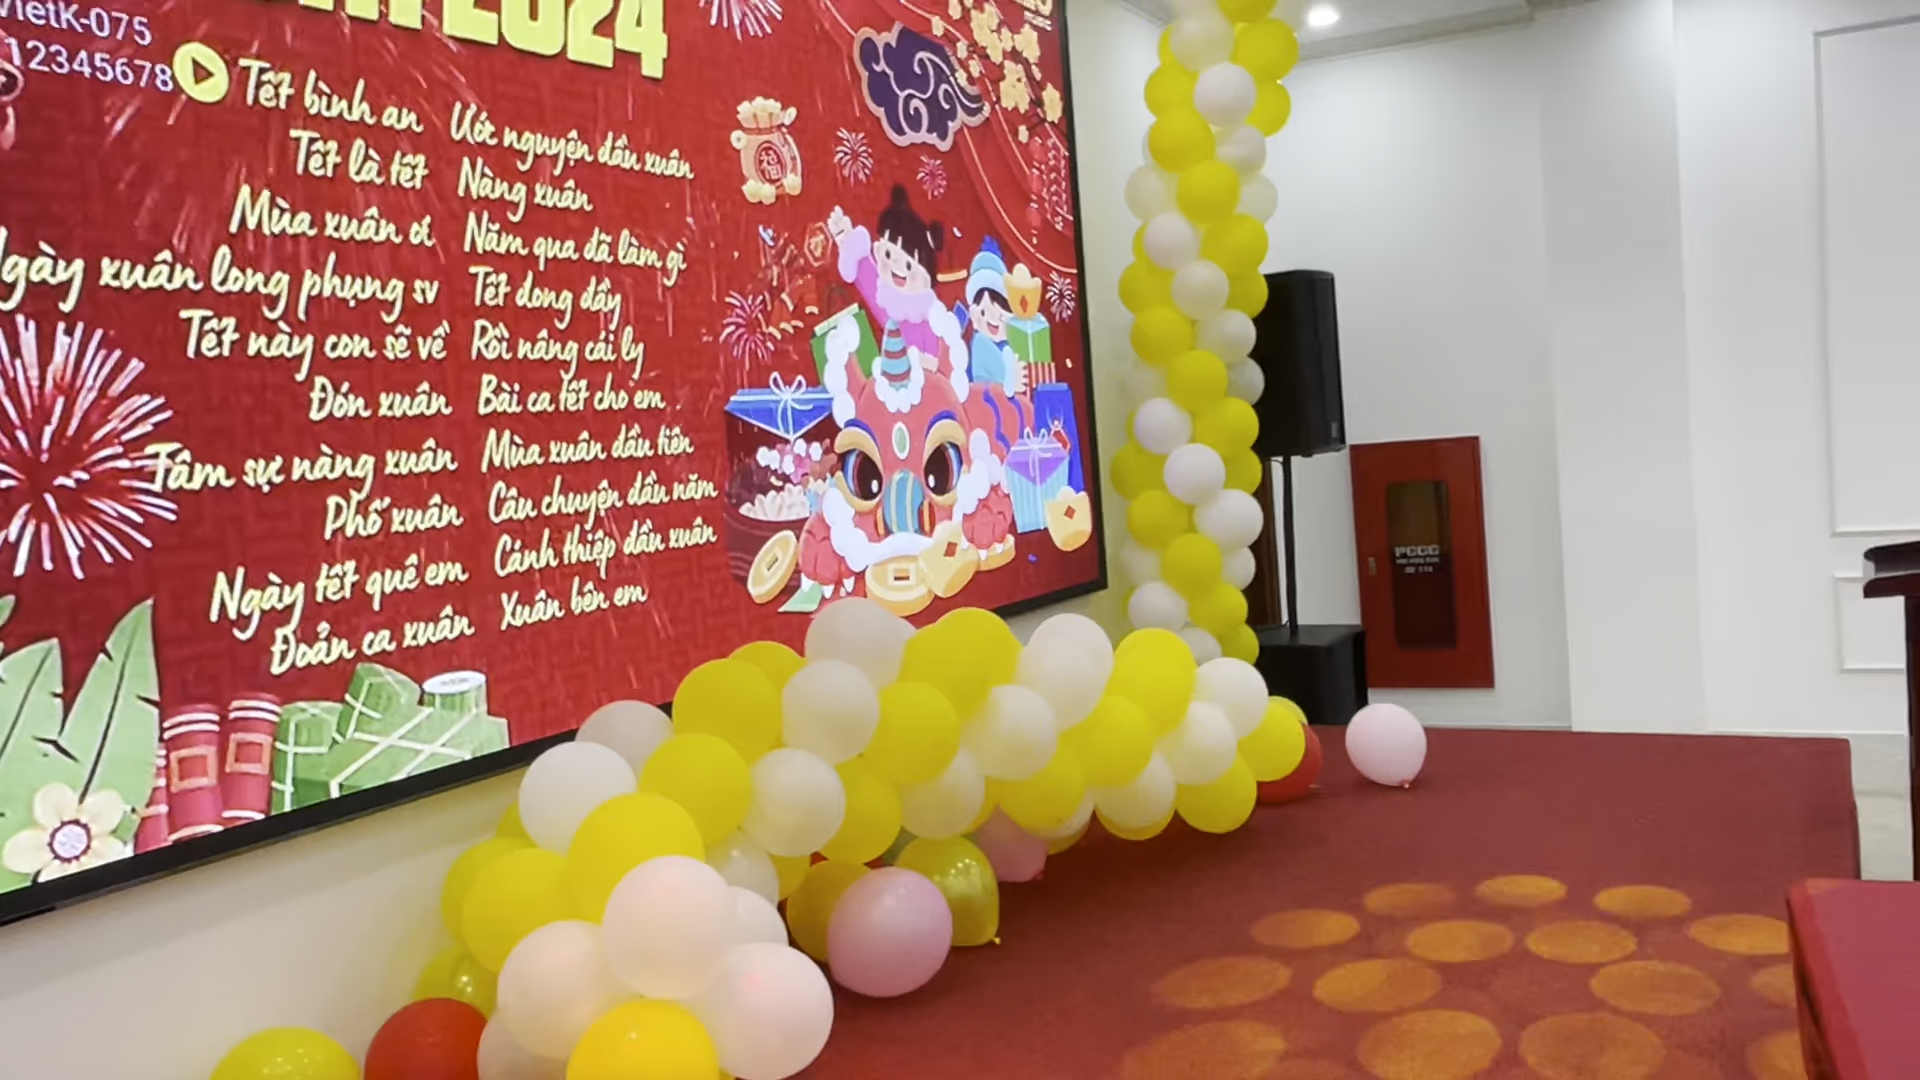 VietK-075
12345678
2024
Tết bình an
Tết là tết
Mùa xuân ơi
Ngày xuân long phụng sv
Tết này con sẽ về
Đón xuân
Tâm sự nàng xuân
Phố xuân
Ngày tết quê em
Đoản ca xuân
Ước nguyện đầu xuân
Nàng xuân
Năm qua đã làm gì
Tết dong đầy
Rồi nâng cái ly
Bài ca tết cho em
Mùa xuân đầu tiên
Câu chuyện đầu năm
Cánh thiệp đầu xuân
Xuân bên em
福
PCCC